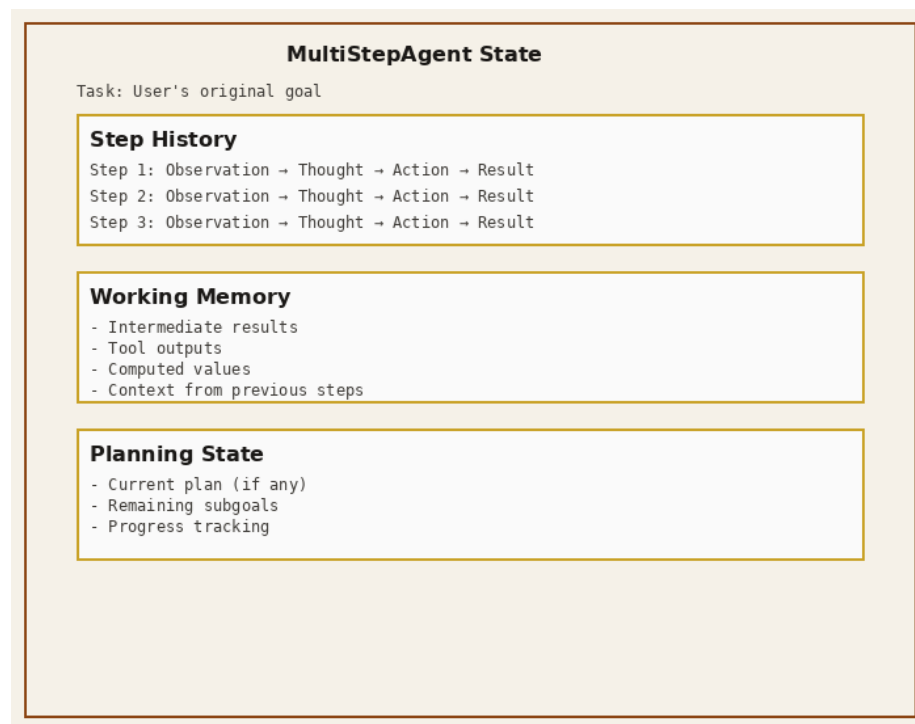 MultiStepAgent State
Task: User's original goal
Step History
Step 1: Observation → Thought → Action → Result
Step 2: Observation → Thought → Action → Result
Step 3: Observation → Thought → Action → Result
Working Memory
- Intermediate results
- Tool outputs
- Computed values
- Context from previous steps
Planning State
- Current plan (if any)
- Remaining subgoals
- Progress tracking